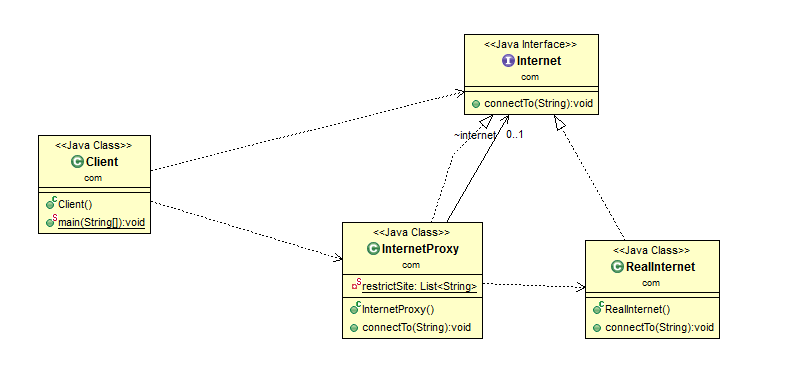 <<Java Interface>>
I Internet
com
connectTo(String):void
~internet 0..1
<<Java Class>>
C Client
com
C Client()
S main(String[]):void
<<Java Class>>
C InternetProxy
com
S restrictSite: List<String>
C InternetProxy()
connectTo(String):void
<<Java Class>>
C RealInternet
com
C RealInternet()
connectTo(String):void